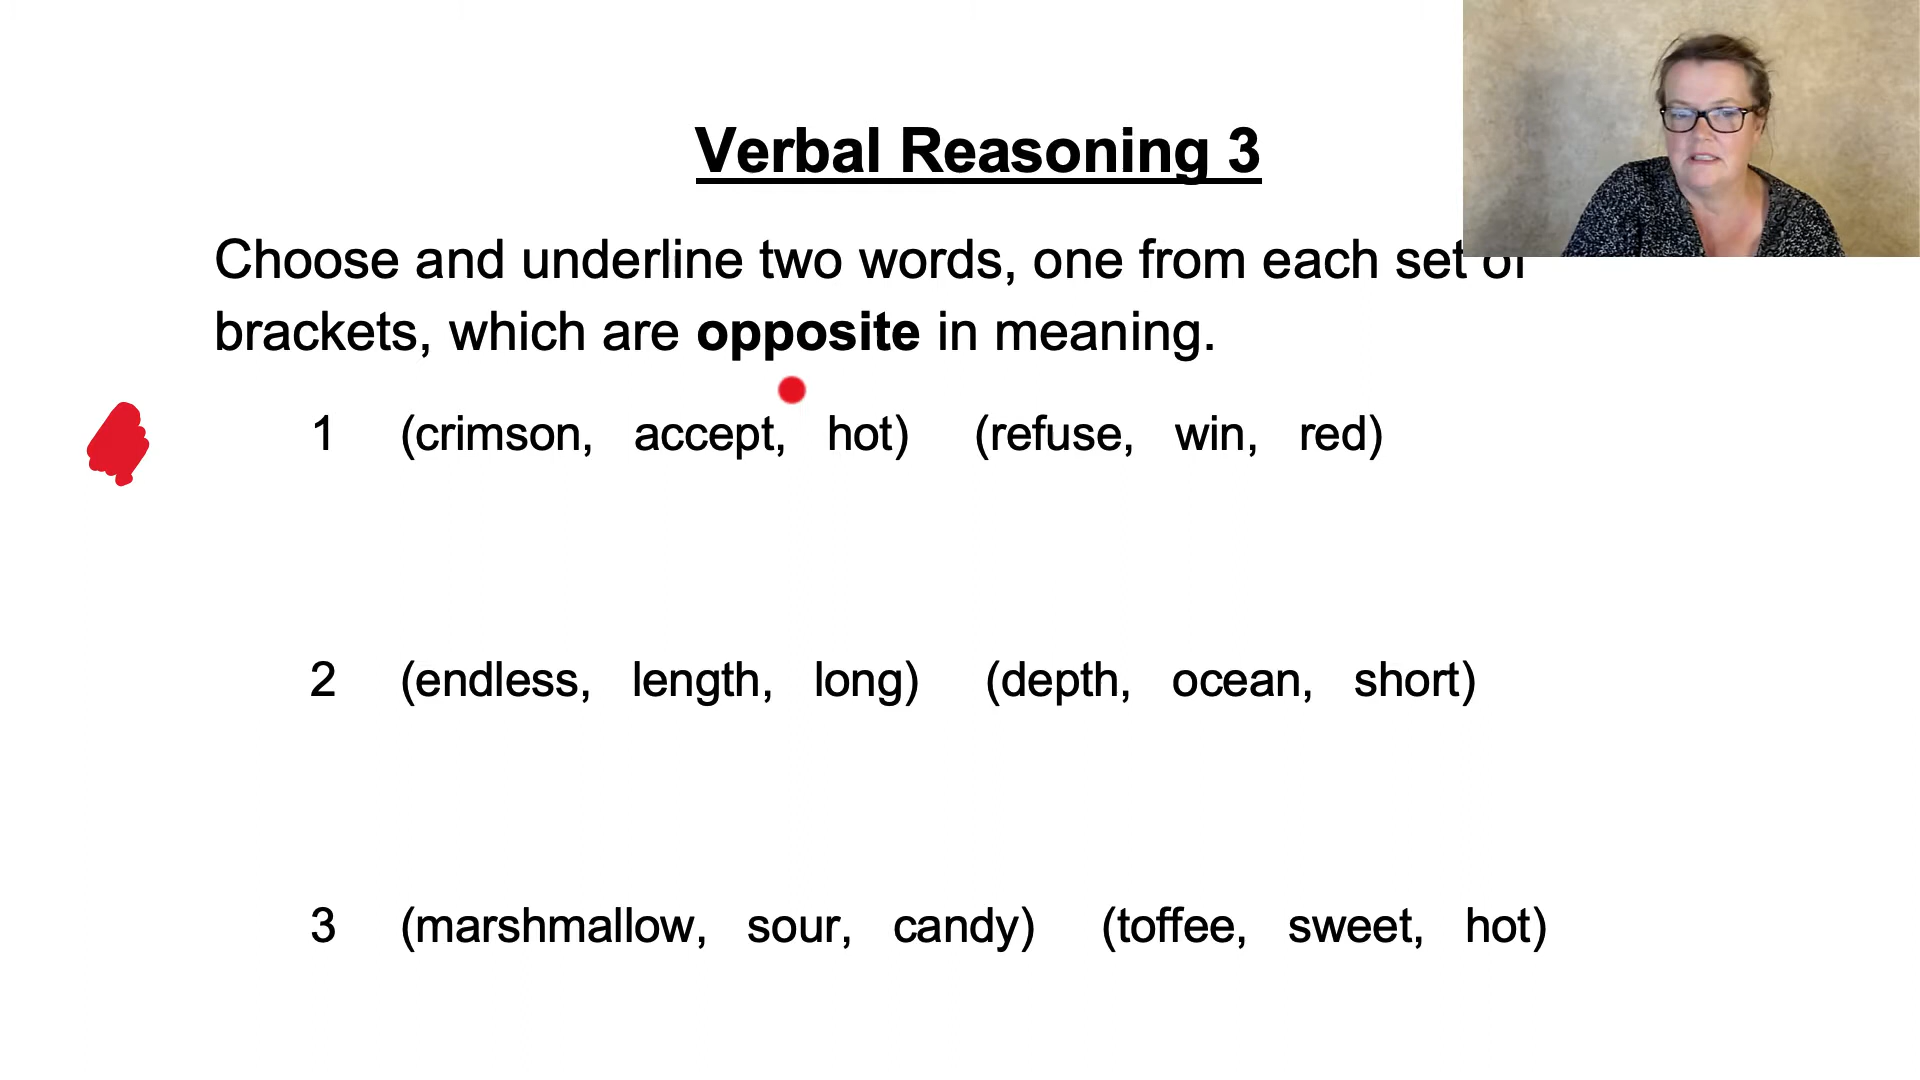 Verbal Reasoning 3
Choose and underline two words, one from each set of
brackets, which are opposite in meaning.
1 (crimson, accept, hot) (refuse, win, red)
2 (endless, length, long) (depth, ocean, short)
3 (marshmallow, sour, candy) (toffee, sweet, hot)